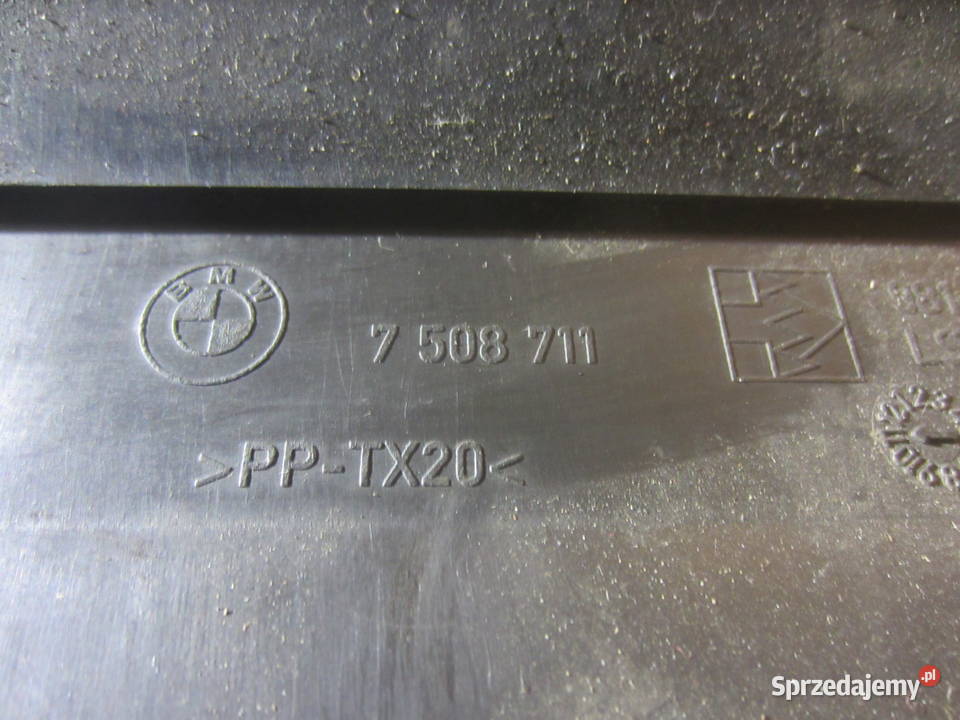 BMW
7 508 711
>PP-TX20<
Sprzedajemy.pl